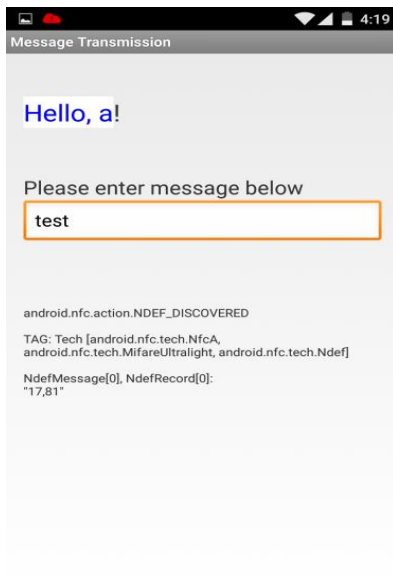 4:19
Message Transmission
Hello, a!
Please enter message below
test
android.nfc.action.NDEF_DISCOVERED
TAG: Tech [android.nfc.tech.NfcA,
android.nfc.tech.MifareUltralight, android.nfc.tech.Ndef]
NdefMessage[0], NdefRecord[0]:
"17,81"